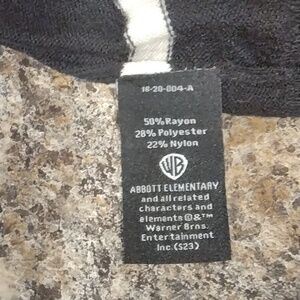 18-20-804-A
50% Rayon
28% Polyester
22% Nylon
WB
ABBOTT ELEMENTARY
and all related
characters and
elements ©&™
Warner Bros.
Entertainment
Inc.(S23)